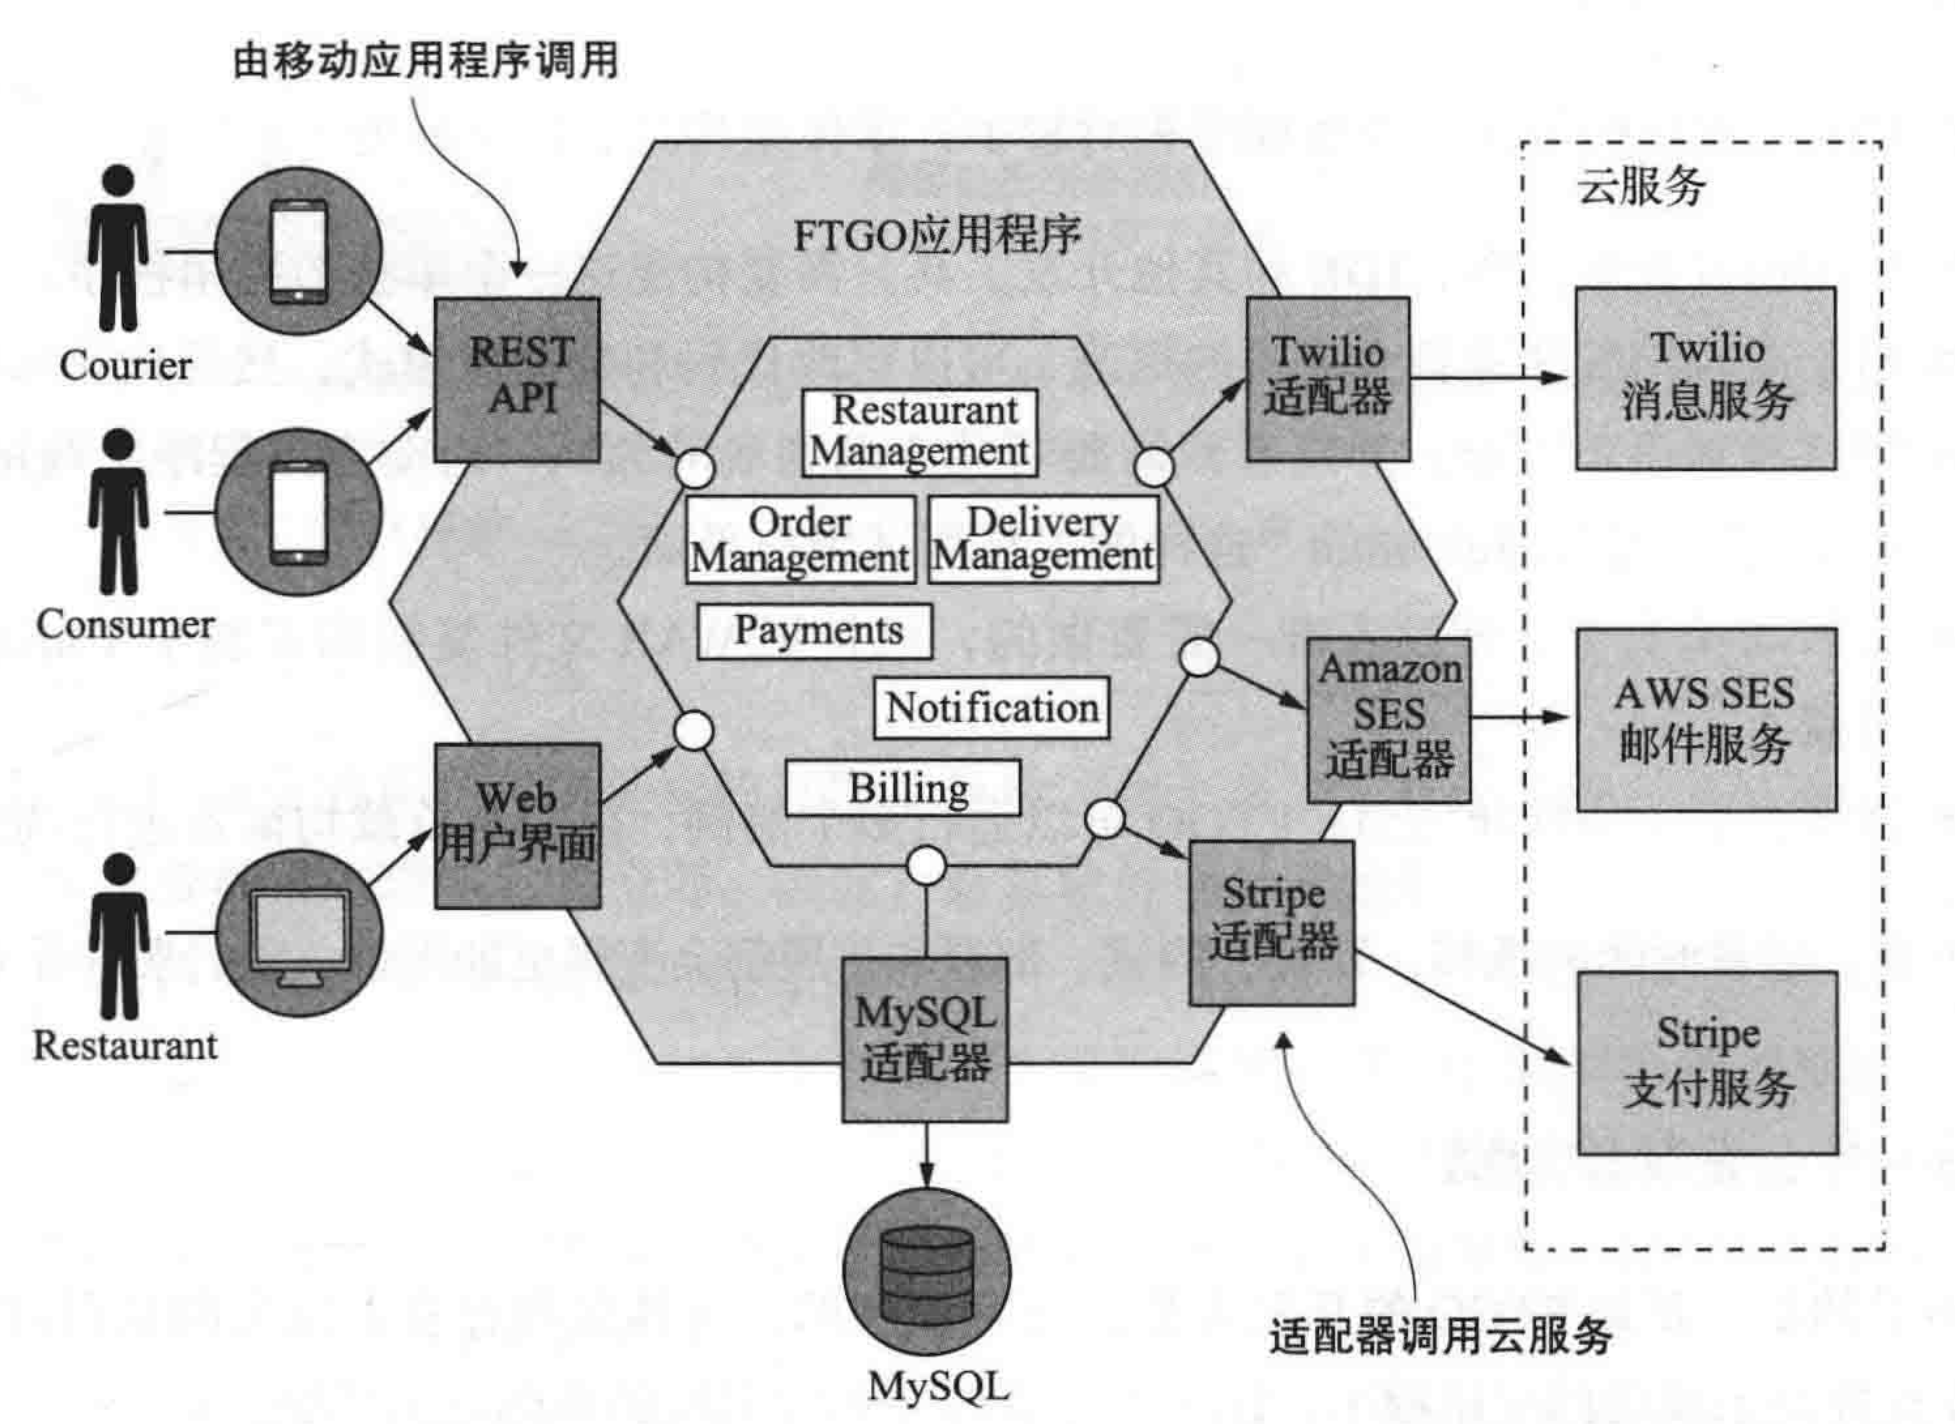 由移动应用程序调用
FTGO应用程序
云服务
Courier
REST
API
Restaurant
Management
Twilio
适配器
Twilio
消息服务
Consumer
Order
Management
Delivery
Management
Payments
Notification
Billing
Amazon
SES
适配器
AWS SES
邮件服务
Web
用户界面
Restaurant
Stripe
适配器
MySQL
适配器
Stripe
支付服务
适配器调用云服务
MySQL